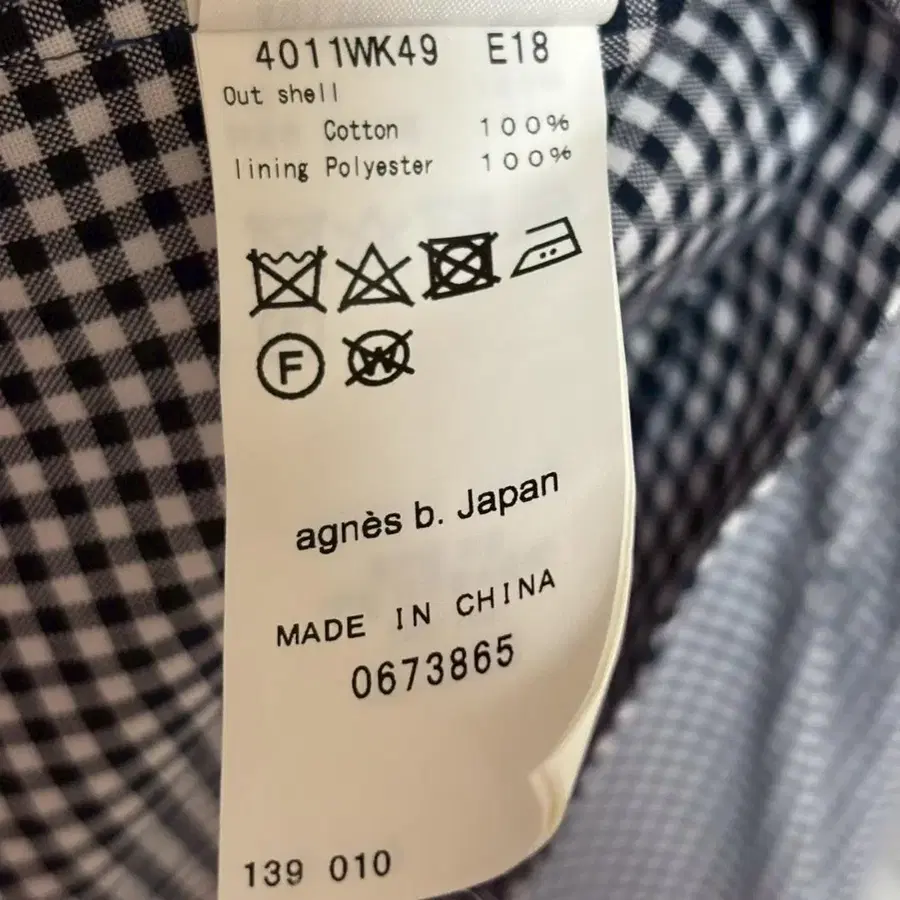 4011WK49 E18
Out shell
Cotton 100%
lining Polyester 100%
F
W
agnès b. Japan
MADE IN CHINA
0673865
139 010